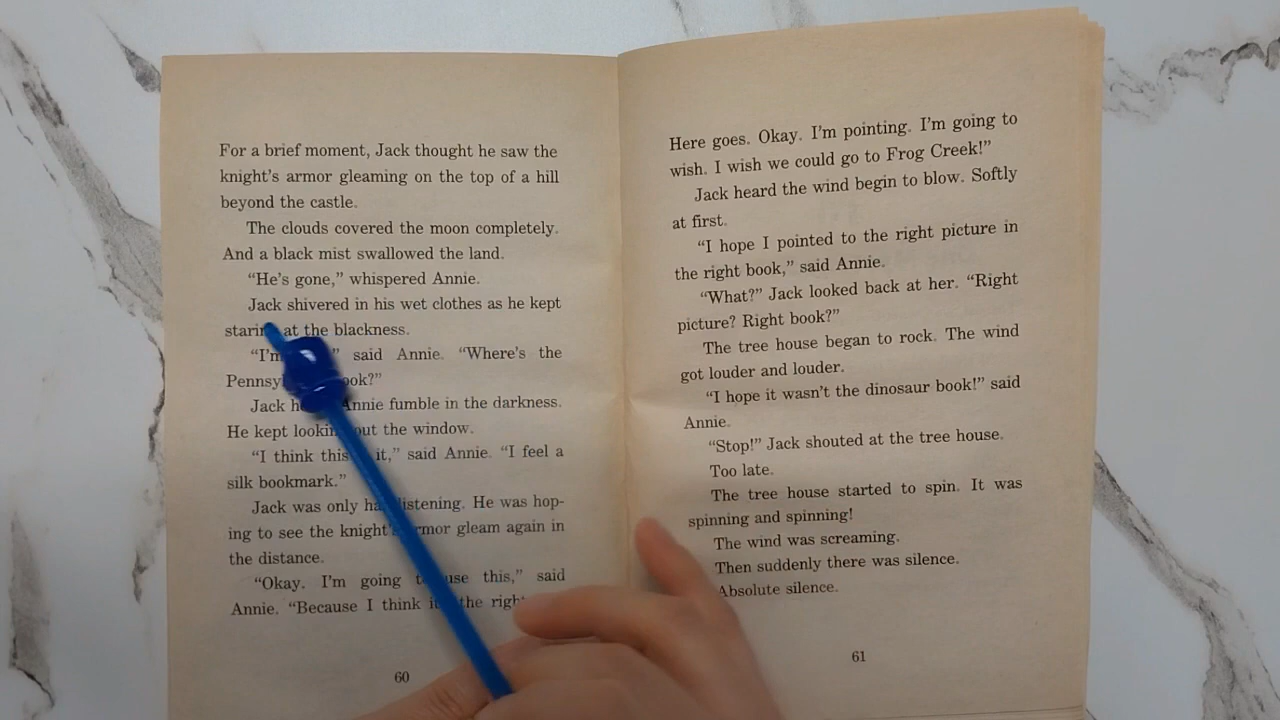 For a brief moment, Jack thought he saw the
knight's armor gleaming on the top of a hill
beyond the castle.
The clouds covered the moon completely.
And a black mist swallowed the land.
“He's gone,” whispered Annie.
Jack shivered in his wet clothes as he kept
at the blackness.
“I'm ” said Annie. “Where's the
Jack Annie fumble in the darkness.
He kept out the window.
“I think this it,” said Annie. “I feel a
silk bookmark.”
Jack was only He was hop-
ing to see the knight's gleam again in
the distance.
“Okay. I'm going use this,” said
Annie. “Because I think the
60
Here goes. Okay. I'm pointing. I'm going to
wish. I wish we could go to Frog Creek!”
Jack heard the wind begin to blow. Softly
at first.
“I hope I pointed to the right picture in
the right book,” said Annie.
“What?” Jack looked back at her. “Right
picture? Right book?”
The tree house began to rock. The wind
got louder and louder.
“I hope it wasn't the dinosaur book!” said
Annie.
“Stop!” Jack shouted at the tree house.
Too late.
The tree house started to spin. It was
spinning and spinning!
The wind was screaming.
Then suddenly there was silence.
Absolute silence.
61